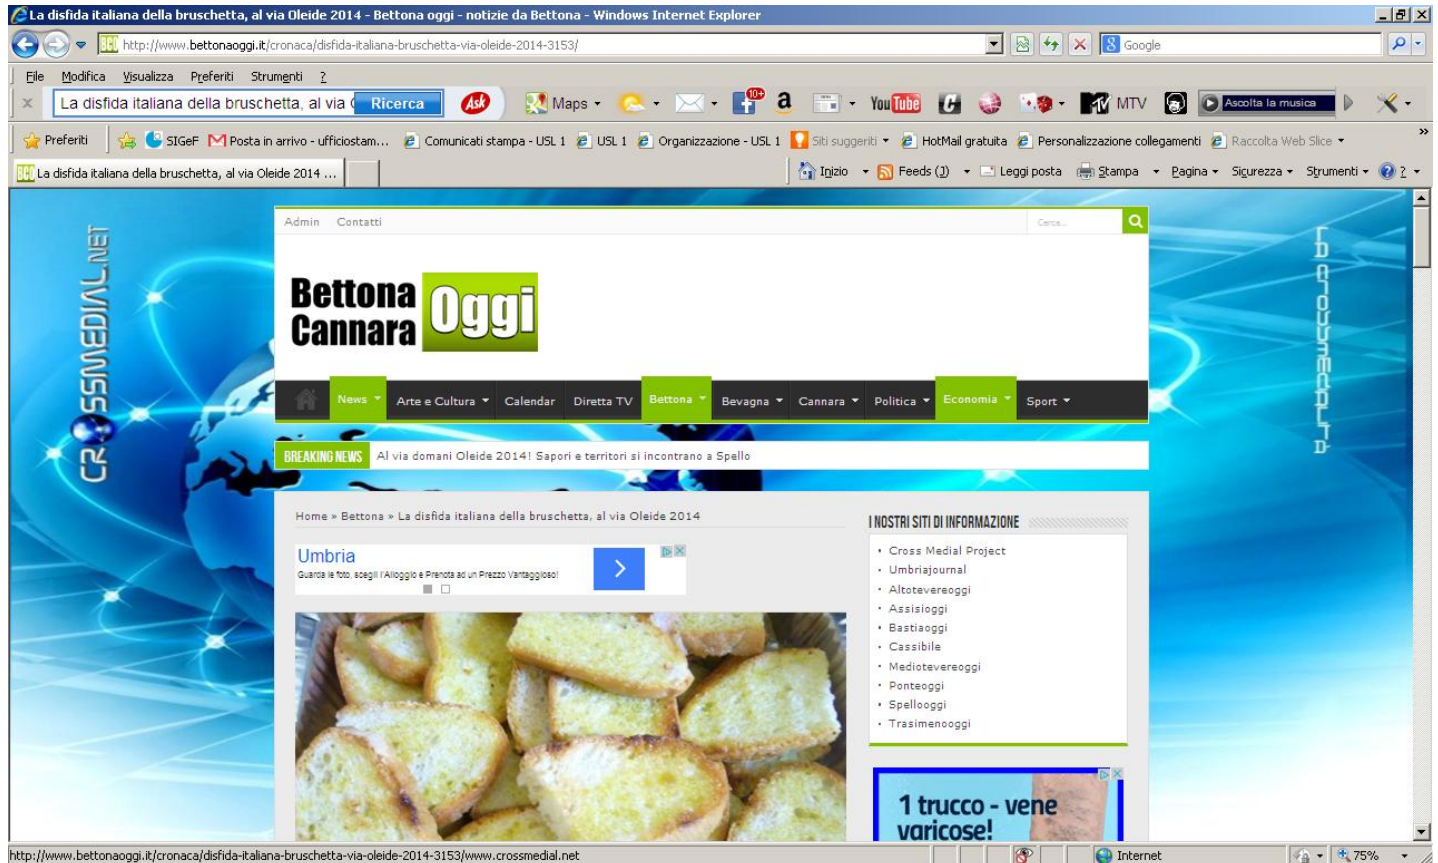 La disfida italiana della bruschetta, al via Oleide 2014 - Bettona oggi - notizie da Bettona - Windows Internet Explorer
http://www.bettonaoggi.it/cronaca/disfida-italiana-bruschetta-via-oleide-2014-3153/
Google
File Modifica Visualizza Preferiti Strumenti ?
La disfida italiana della bruschetta, al via Ricerca Ask Maps 10+ a YouTube MTV Ascolta la musica
Preferiti SIGeF Posta in arrivo - ufficiostam... Comunicati stampa - USL 1 USL 1 Organizzazione - USL 1 Siti suggeriti HotMail gratuita Personalizzazione collegamenti Raccolta Web Slice
La disfida italiana della bruschetta, al via Oleide 2014 ... Inizio Feeds (J) Leggi posta Stampa Pagina Sicurezza Strumenti ?
Admin Contatti Cerca...
CROSSMEDIAL.NET
Bettona
Cannara
Oggi
News Arte e Cultura Calendar Diretta TV Bettona Bevagna Cannara Politica Economia Sport
BREAKING NEWS Al via domani Oleide 2014! Sapori e territori si incontrano a Spello
Home » Bettona » La disfida italiana della bruschetta, al via Oleide 2014
Umbria
Guarda le foto, scegli l'Alloggio e Prenota ad un Prezzo Vantaggioso!
I NOSTRI SITI DI INFORMAZIONE
Cross Medial Project
Umbriajournal
Altotevereoggi
Assisioggi
Bastiaoggi
Cassibile
Mediotevereoggi
Ponteoggi
Spellooggi
Trasimenooggi
1 trucco - vene
varicose!
http://www.bettonaoggi.it/cronaca/disfida-italiana-bruschetta-via-oleide-2014-3153/www.crossmedial.net
Internet
75%